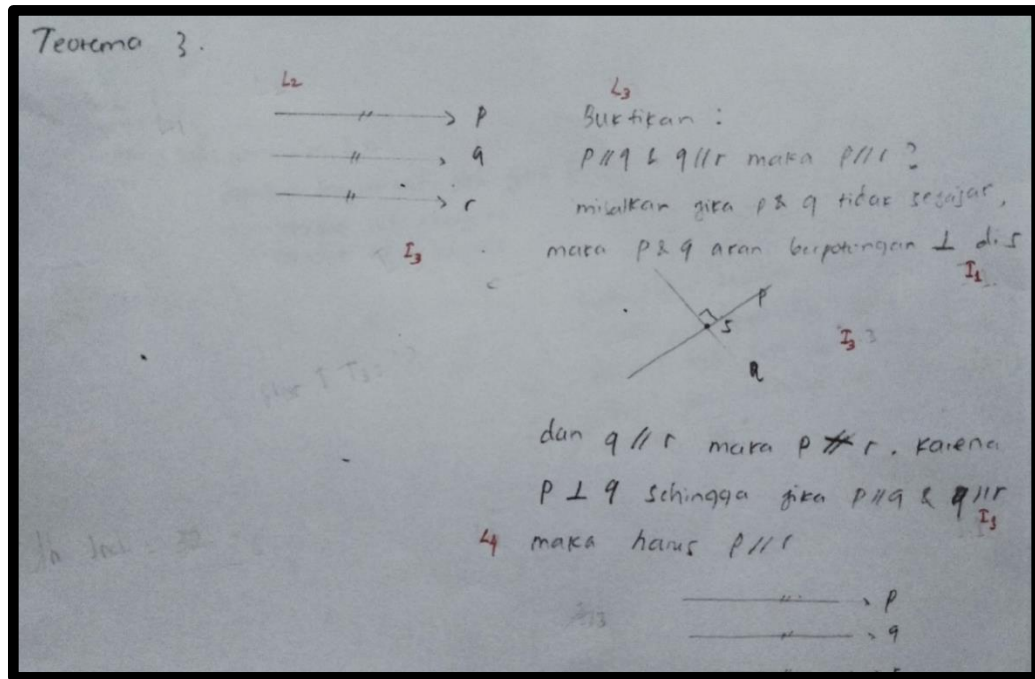 Teorema 3.
L2
L3
p
Buktikan :
q
p//q & q//r maka p//r ?
r
misalkan jika p & q tidak sejajar,
I3
maka p & q akan berpotongan ⊥ di s
I1
p
s
I3
q
dan q // r maka p ∦ r . karena
p ⊥ q sehingga jika p//q & q//r
I3
L4
maka harus p//r
p
q